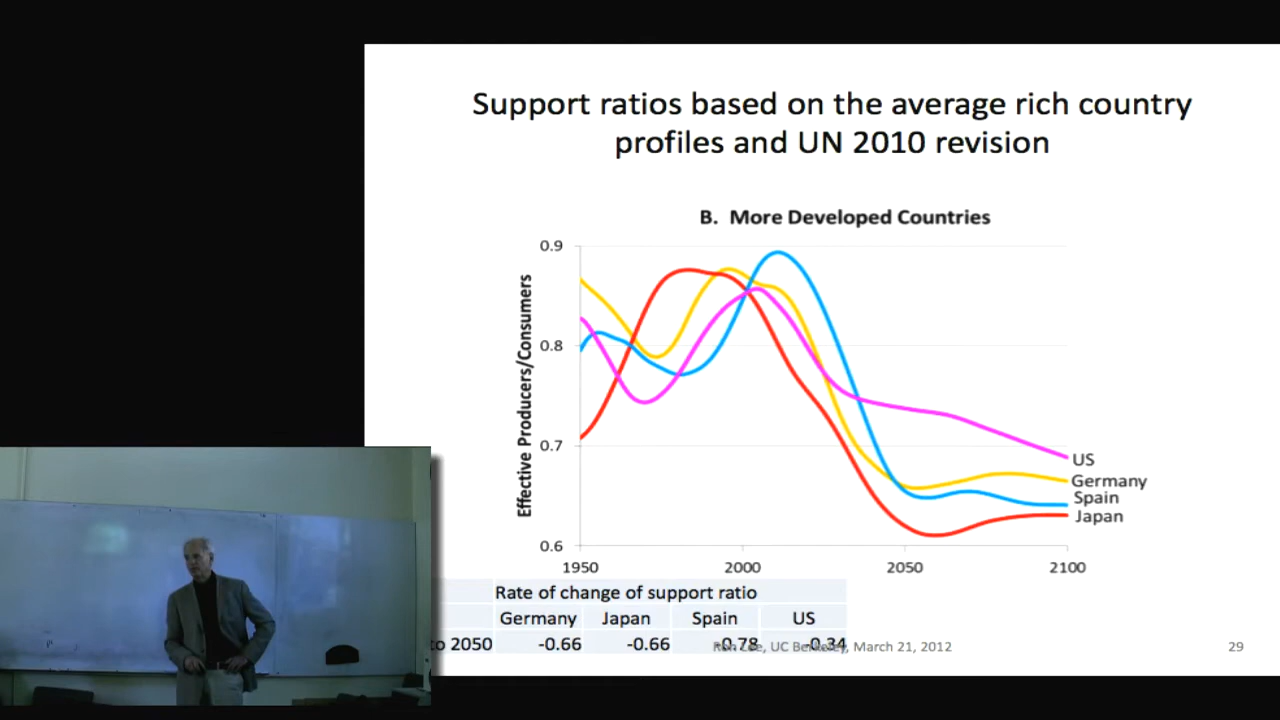 Support ratios based on the average rich country
profiles and UN 2010 revision
B. More Developed Countries
Effective Producers/Consumers
0.9
0.8
0.7
0.6
1950 2000 2050 2100
US
Germany
Spain
Japan
Rate of change of support ratio
Germany Japan Spain US
to 2050 -0.66 -0.66 -0.78 -0.34
Ron Lee, UC Berkeley, March 21, 2012
29